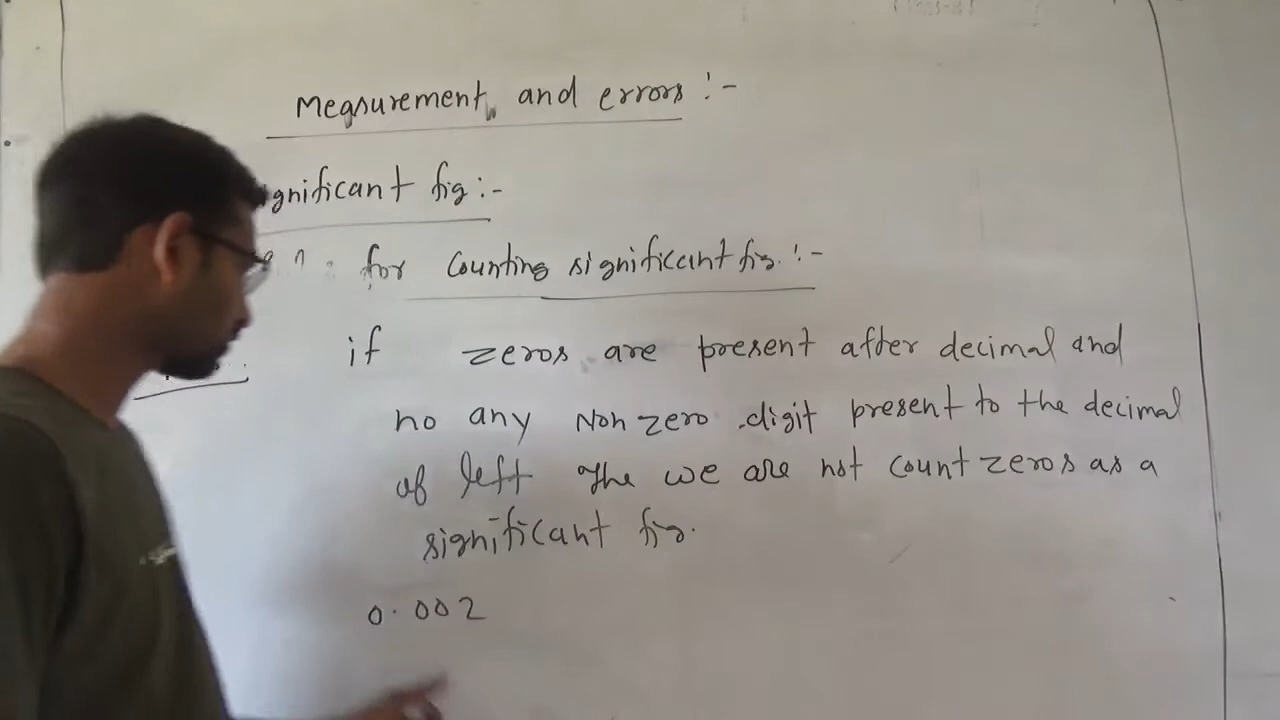 Measurement and errors :-
gnificant fig :-
for Counting significant fig. :-
if zeros are present after decimal and
no any Non zero digit present to the decimal
of left The we are not count zeros as a
significant fig.
0.002